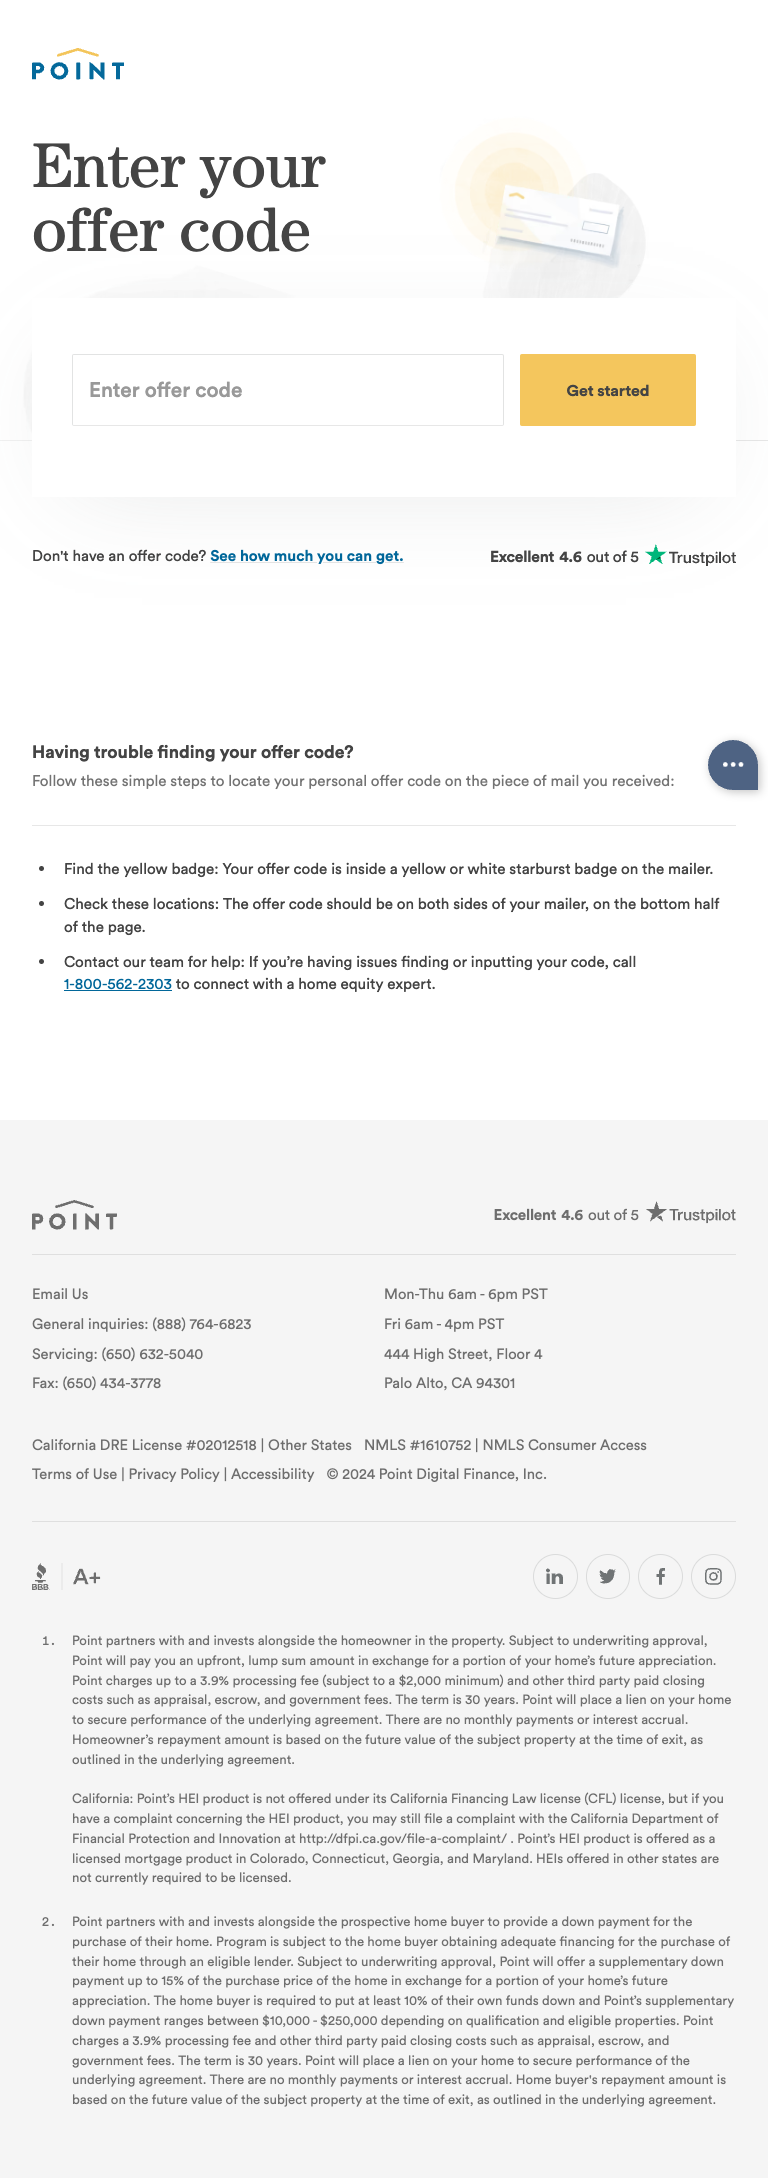 POINT
Enter your
offer code
Enter offer code
Get started
Don't have an offer code? See how much you can get.
Excellent 4.6 out of 5 Trustpilot
Having trouble finding your offer code?
Follow these simple steps to locate your personal offer code on the piece of mail you received:
• Find the yellow badge: Your offer code is inside a yellow or white starburst badge on the mailer.
• Check these locations: The offer code should be on both sides of your mailer, on the bottom half
of the page.
• Contact our team for help: If you’re having issues finding or inputting your code, call
1-800-562-2303 to connect with a home equity expert.
POINT
Excellent 4.6 out of 5 Trustpilot
Email Us
General inquiries: (888) 764-6823
Servicing: (650) 632-5040
Fax: (650) 434-3778
Mon-Thu 6am - 6pm PST
Fri 6am - 4pm PST
444 High Street, Floor 4
Palo Alto, CA 94301
California DRE License #02012518 | Other States NMLS #1610752 | NMLS Consumer Access
Terms of Use | Privacy Policy | Accessibility © 2024 Point Digital Finance, Inc.
BBB A+
1. Point partners with and invests alongside the homeowner in the property. Subject to underwriting approval,
Point will pay you an upfront, lump sum amount in exchange for a portion of your home’s future appreciation.
Point charges up to a 3.9% processing fee (subject to a $2,000 minimum) and other third party paid closing
costs such as appraisal, escrow, and government fees. The term is 30 years. Point will place a lien on your home
to secure performance of the underlying agreement. There are no monthly payments or interest accrual.
Homeowner’s repayment amount is based on the future value of the subject property at the time of exit, as
outlined in the underlying agreement.
California: Point’s HEI product is not offered under its California Financing Law license (CFL) license, but if you
have a complaint concerning the HEI product, you may still file a complaint with the California Department of
Financial Protection and Innovation at http://dfpi.ca.gov/file-a-complaint/ . Point’s HEI product is offered as a
licensed mortgage product in Colorado, Connecticut, Georgia, and Maryland. HEIs offered in other states are
not currently required to be licensed.
2. Point partners with and invests alongside the prospective home buyer to provide a down payment for the
purchase of their home. Program is subject to the home buyer obtaining adequate financing for the purchase of
their home through an eligible lender. Subject to underwriting approval, Point will offer a supplementary down
payment up to 15% of the purchase price of the home in exchange for a portion of your home’s future
appreciation. The home buyer is required to put at least 10% of their own funds down and Point’s supplementary
down payment ranges between $10,000 - $250,000 depending on qualification and eligible properties. Point
charges a 3.9% processing fee and other third party paid closing costs such as appraisal, escrow, and
government fees. The term is 30 years. Point will place a lien on your home to secure performance of the
underlying agreement. There are no monthly payments or interest accrual. Home buyer's repayment amount is
based on the future value of the subject property at the time of exit, as outlined in the underlying agreement.